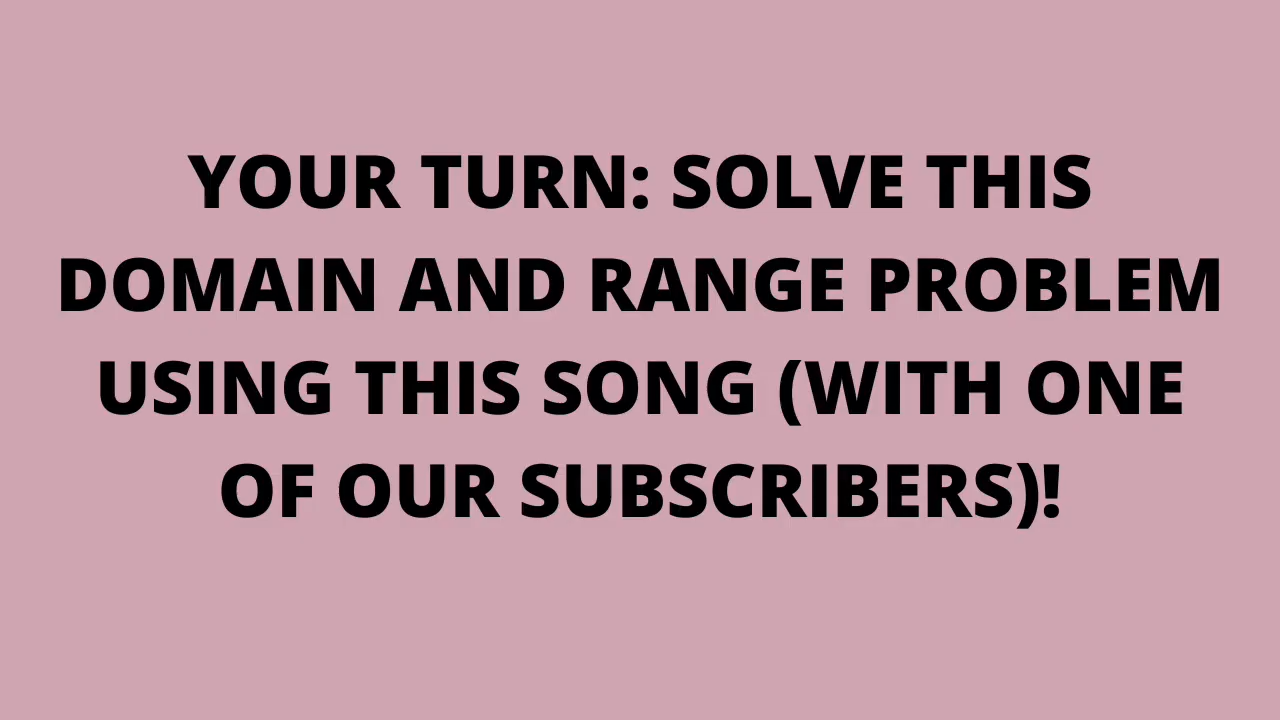 YOUR TURN: SOLVE THIS
DOMAIN AND RANGE PROBLEM
USING THIS SONG (WITH ONE
OF OUR SUBSCRIBERS)!